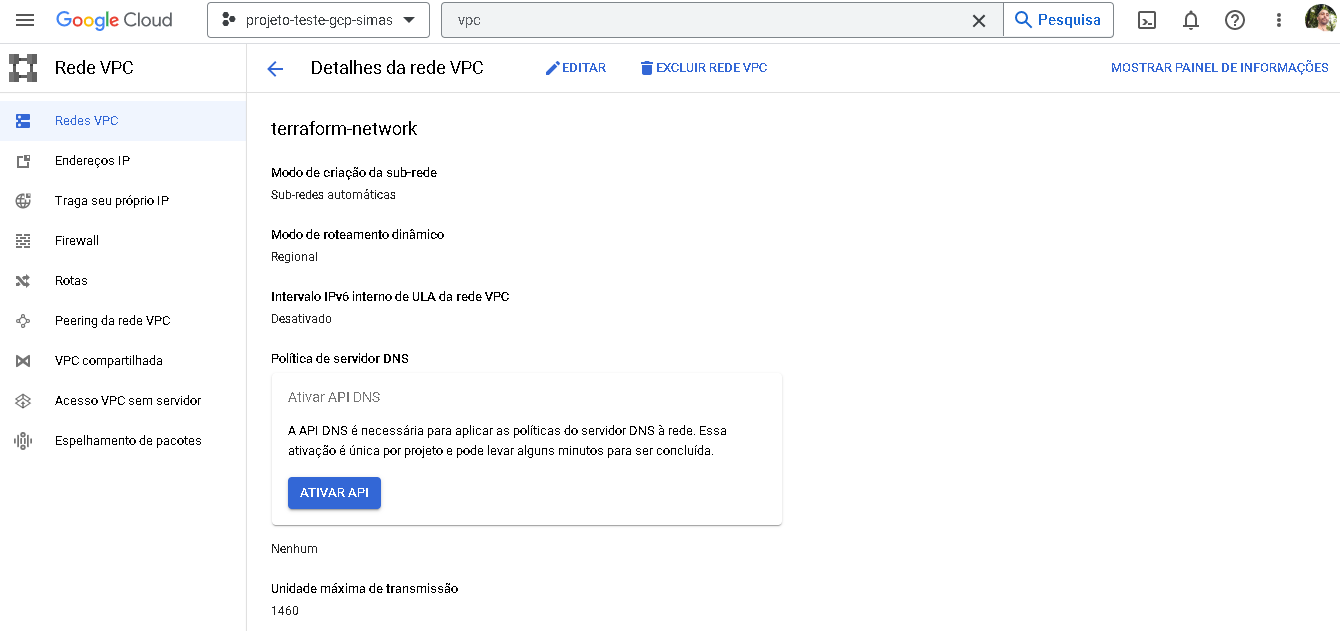 Google Cloud
projeto-teste-gcp-simas
vpc
Pesquisa
Rede VPC
Detalhes da rede VPC
EDITAR
EXCLUIR REDE VPC
MOSTRAR PAINEL DE INFORMAÇÕES
Redes VPC
Endereços IP
Traga seu próprio IP
Firewall
Rotas
Peering da rede VPC
VPC compartilhada
Acesso VPC sem servidor
Espelhamento de pacotes
terraform-network
Modo de criação da sub-rede
Sub-redes automáticas
Modo de roteamento dinâmico
Regional
Intervalo IPv6 interno de ULA da rede VPC
Desativado
Política de servidor DNS
Ativar API DNS
A API DNS é necessária para aplicar as políticas do servidor DNS à rede. Essa
ativação é única por projeto e pode levar alguns minutos para ser concluída.
ATIVAR API
Nenhum
Unidade máxima de transmissão
1460